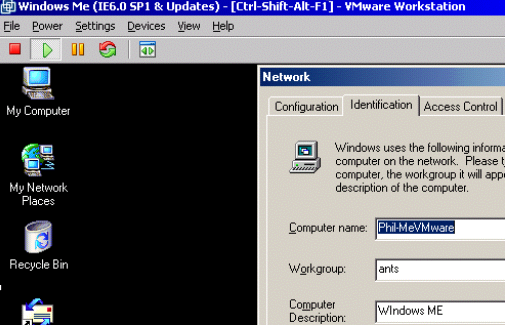 Windows Me (IE6.0 SP1 & Updates) - [Ctrl-Shift-Alt-F1] - VMware Workstation
File Power Settings Devices View Help
My Computer
My Network
Places
Recycle Bin
Network
Configuration Identification Access Control
Windows uses the following informa
computer on the network. Please t
computer, the workgroup it will appe
description of the computer.
Computer name: Phil-MeVMware
Workgroup: ants
Computer
Description: WIndows ME